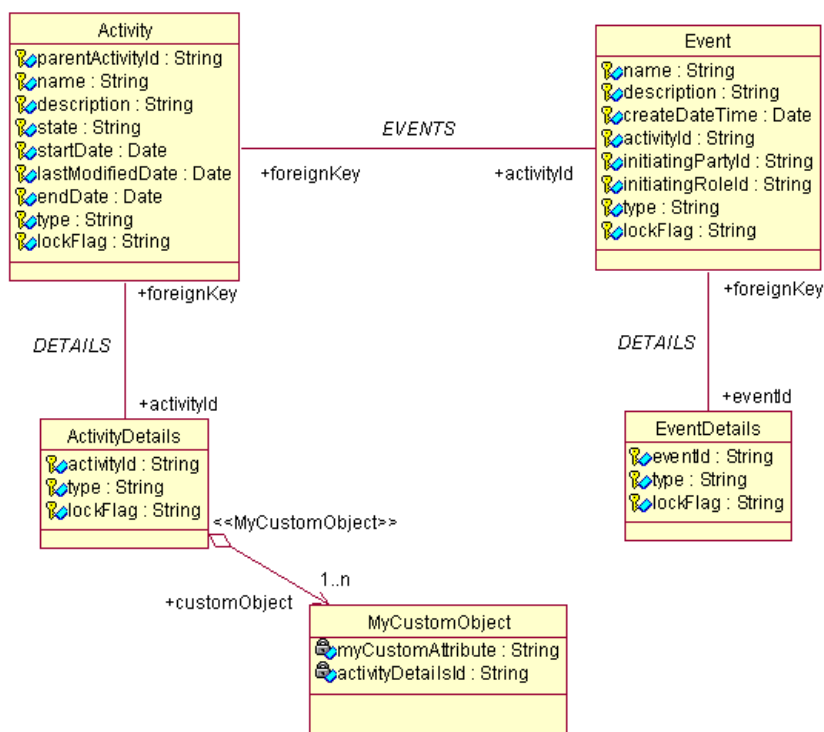 Activity
parentActivityId : String
name : String
description : String
state : String
startDate : Date
lastModifiedDate : Date
endDate : Date
type : String
lockFlag : String
EVENTS
+foreignKey
+activityId
Event
name : String
description : String
createDateTime : Date
activityId : String
initiatingPartyId : String
initiatingRoleId : String
type : String
lockFlag : String
+foreignKey
DETAILS
+activityId
+foreignKey
DETAILS
+eventId
ActivityDetails
activityId : String
type : String
lockFlag : String
EventDetails
eventId : String
type : String
lockFlag : String
<<MyCustomObject>>
1..n
+customObject
MyCustomObject
myCustomAttribute : String
activityDetailsId : String